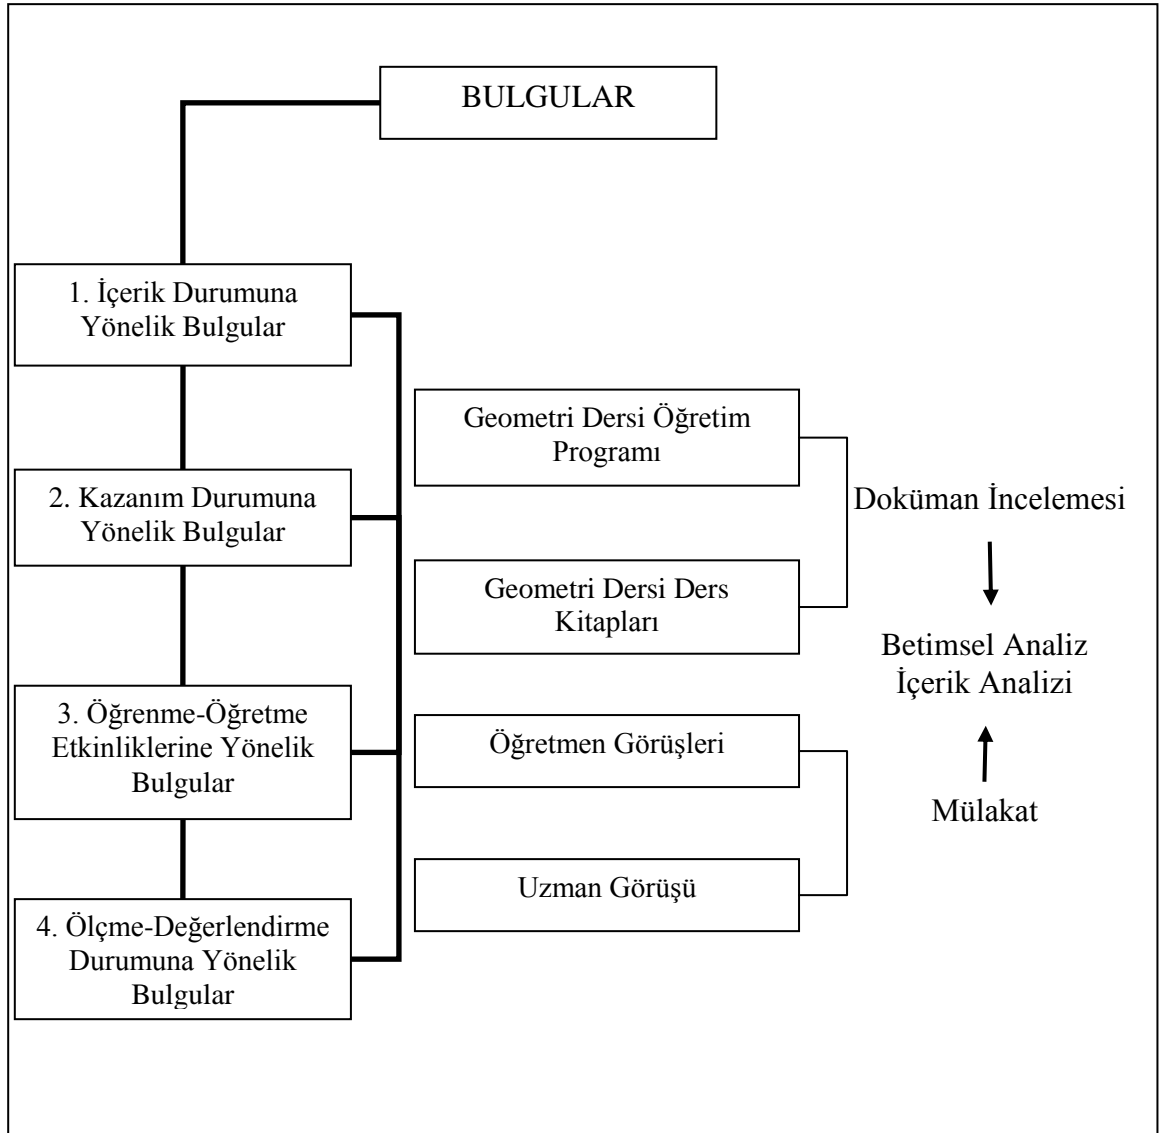 BULGULAR
1. İçerik Durumuna
Yönelik Bulgular
2. Kazanım Durumuna
Yönelik Bulgular
3. Öğrenme-Öğretme
Etkinliklerine Yönelik
Bulgular
4. Ölçme-Değerlendirme
Durumuna Yönelik
Bulgular
Geometri Dersi Öğretim
Programı
Geometri Dersi Ders
Kitapları
Öğretmen Görüşleri
Uzman Görüşü
Doküman İncelemesi
Betimsel Analiz
İçerik Analizi
Mülakat